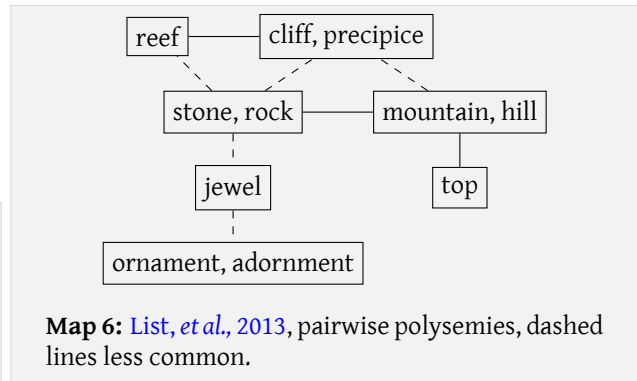 reef
cliff, precipice
stone, rock
mountain, hill
jewel
top
ornament, adornment
Map 6: List, et al., 2013, pairwise polysemies, dashed
lines less common.